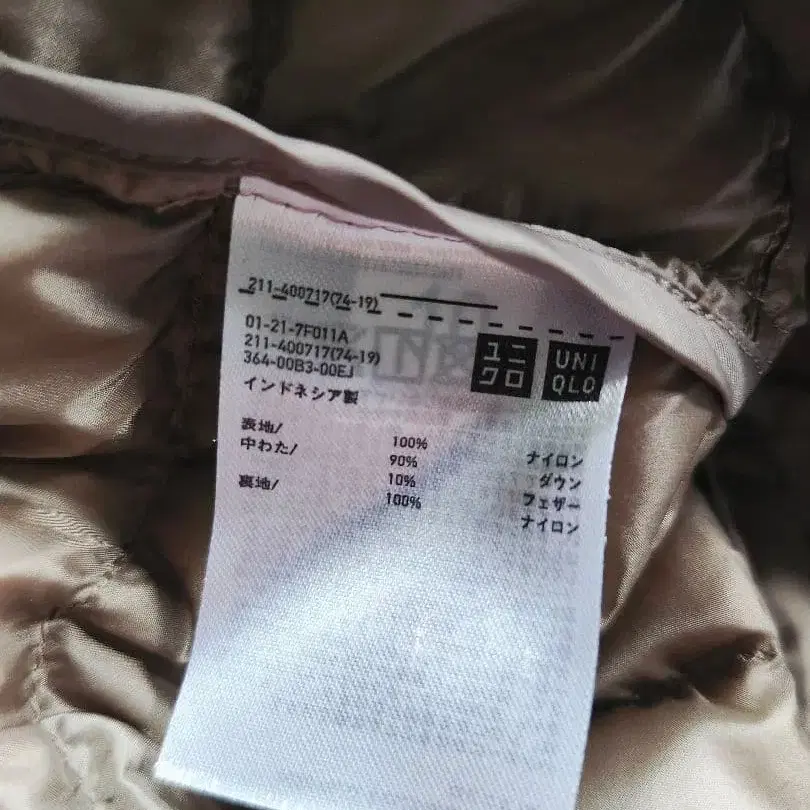 211-400717(74-19)
01-21-7F011A
211-400717(74-19)
364-00B3-00EJ
インドネシア製
ユニ
クロ
UNI
QLO
表地/ 100% ナイロン
中わた/ 90% ダウン
10% フェザー
裏地/ 100% ナイロン